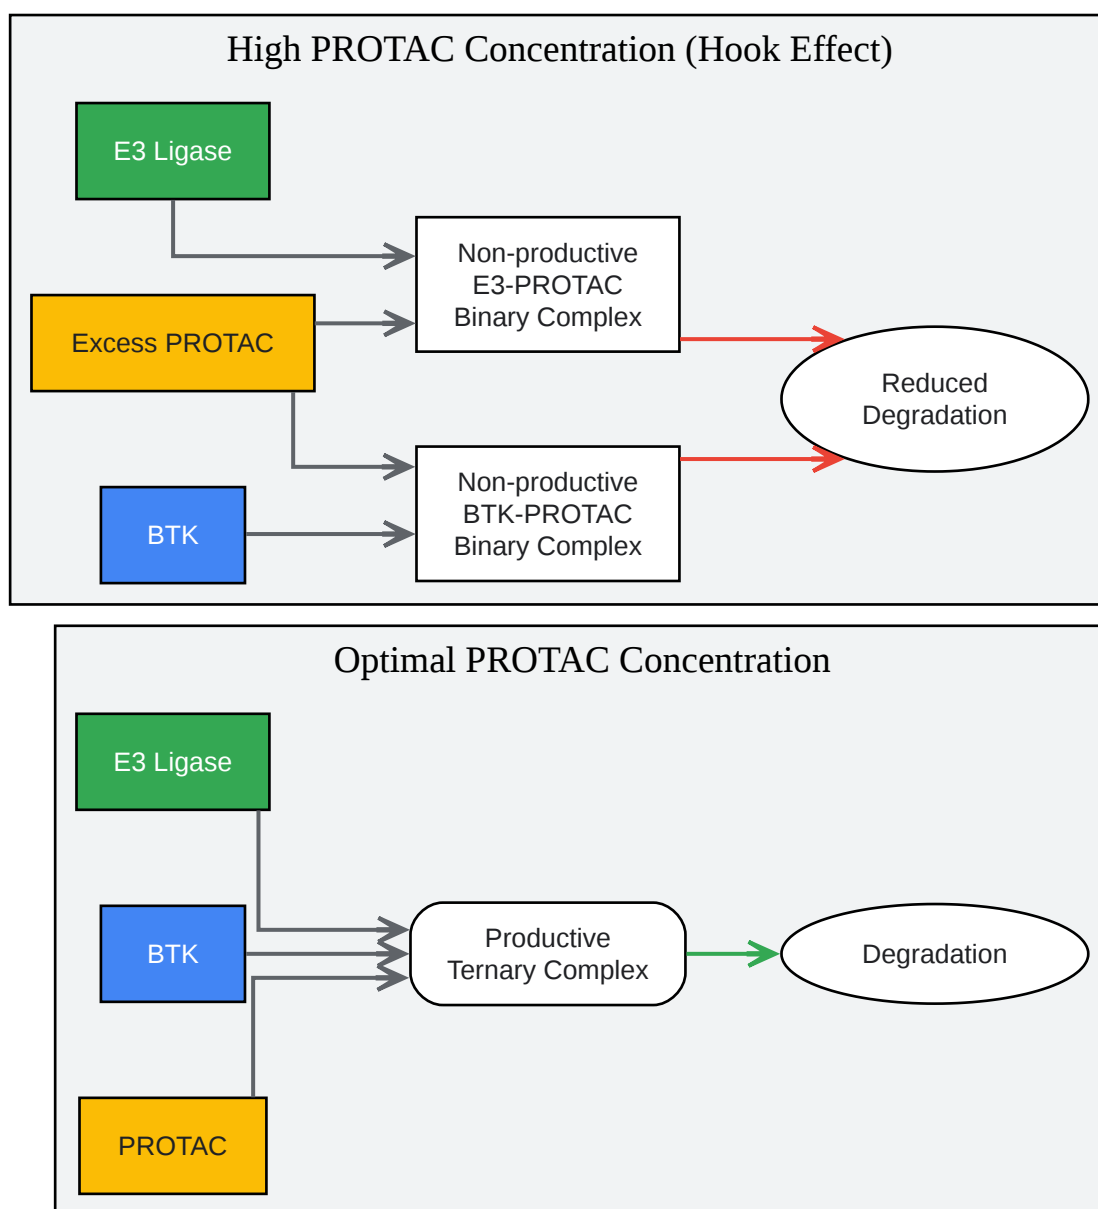 High PROTAC Concentration (Hook Effect)
E3 Ligase
Non-productive
E3-PROTAC
Binary Complex
Excess PROTAC
Reduced
Degradation
Non-productive
BTK-PROTAC
Binary Complex
BTK
Optimal PROTAC Concentration
E3 Ligase
BTK
Productive
Ternary Complex
Degradation
PROTAC